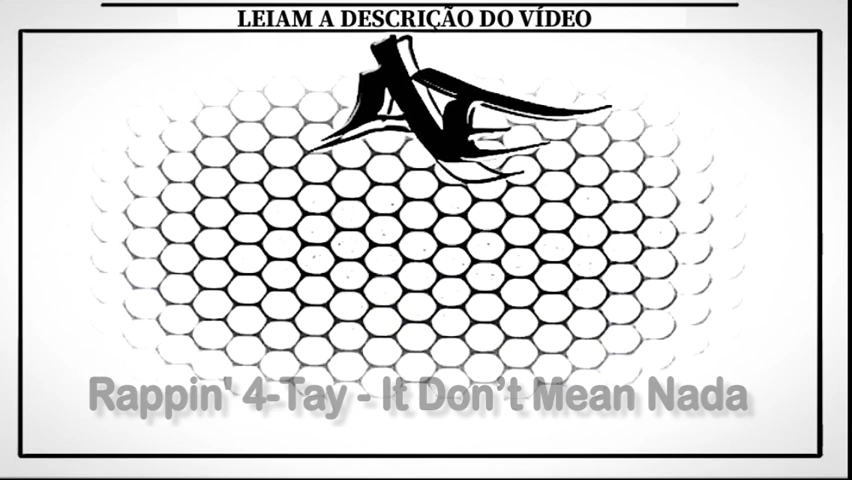 LEIAM A DESCRIÇÃO DO VÍDEO
Rappin' 4-Tay - It Don't Mean Nada